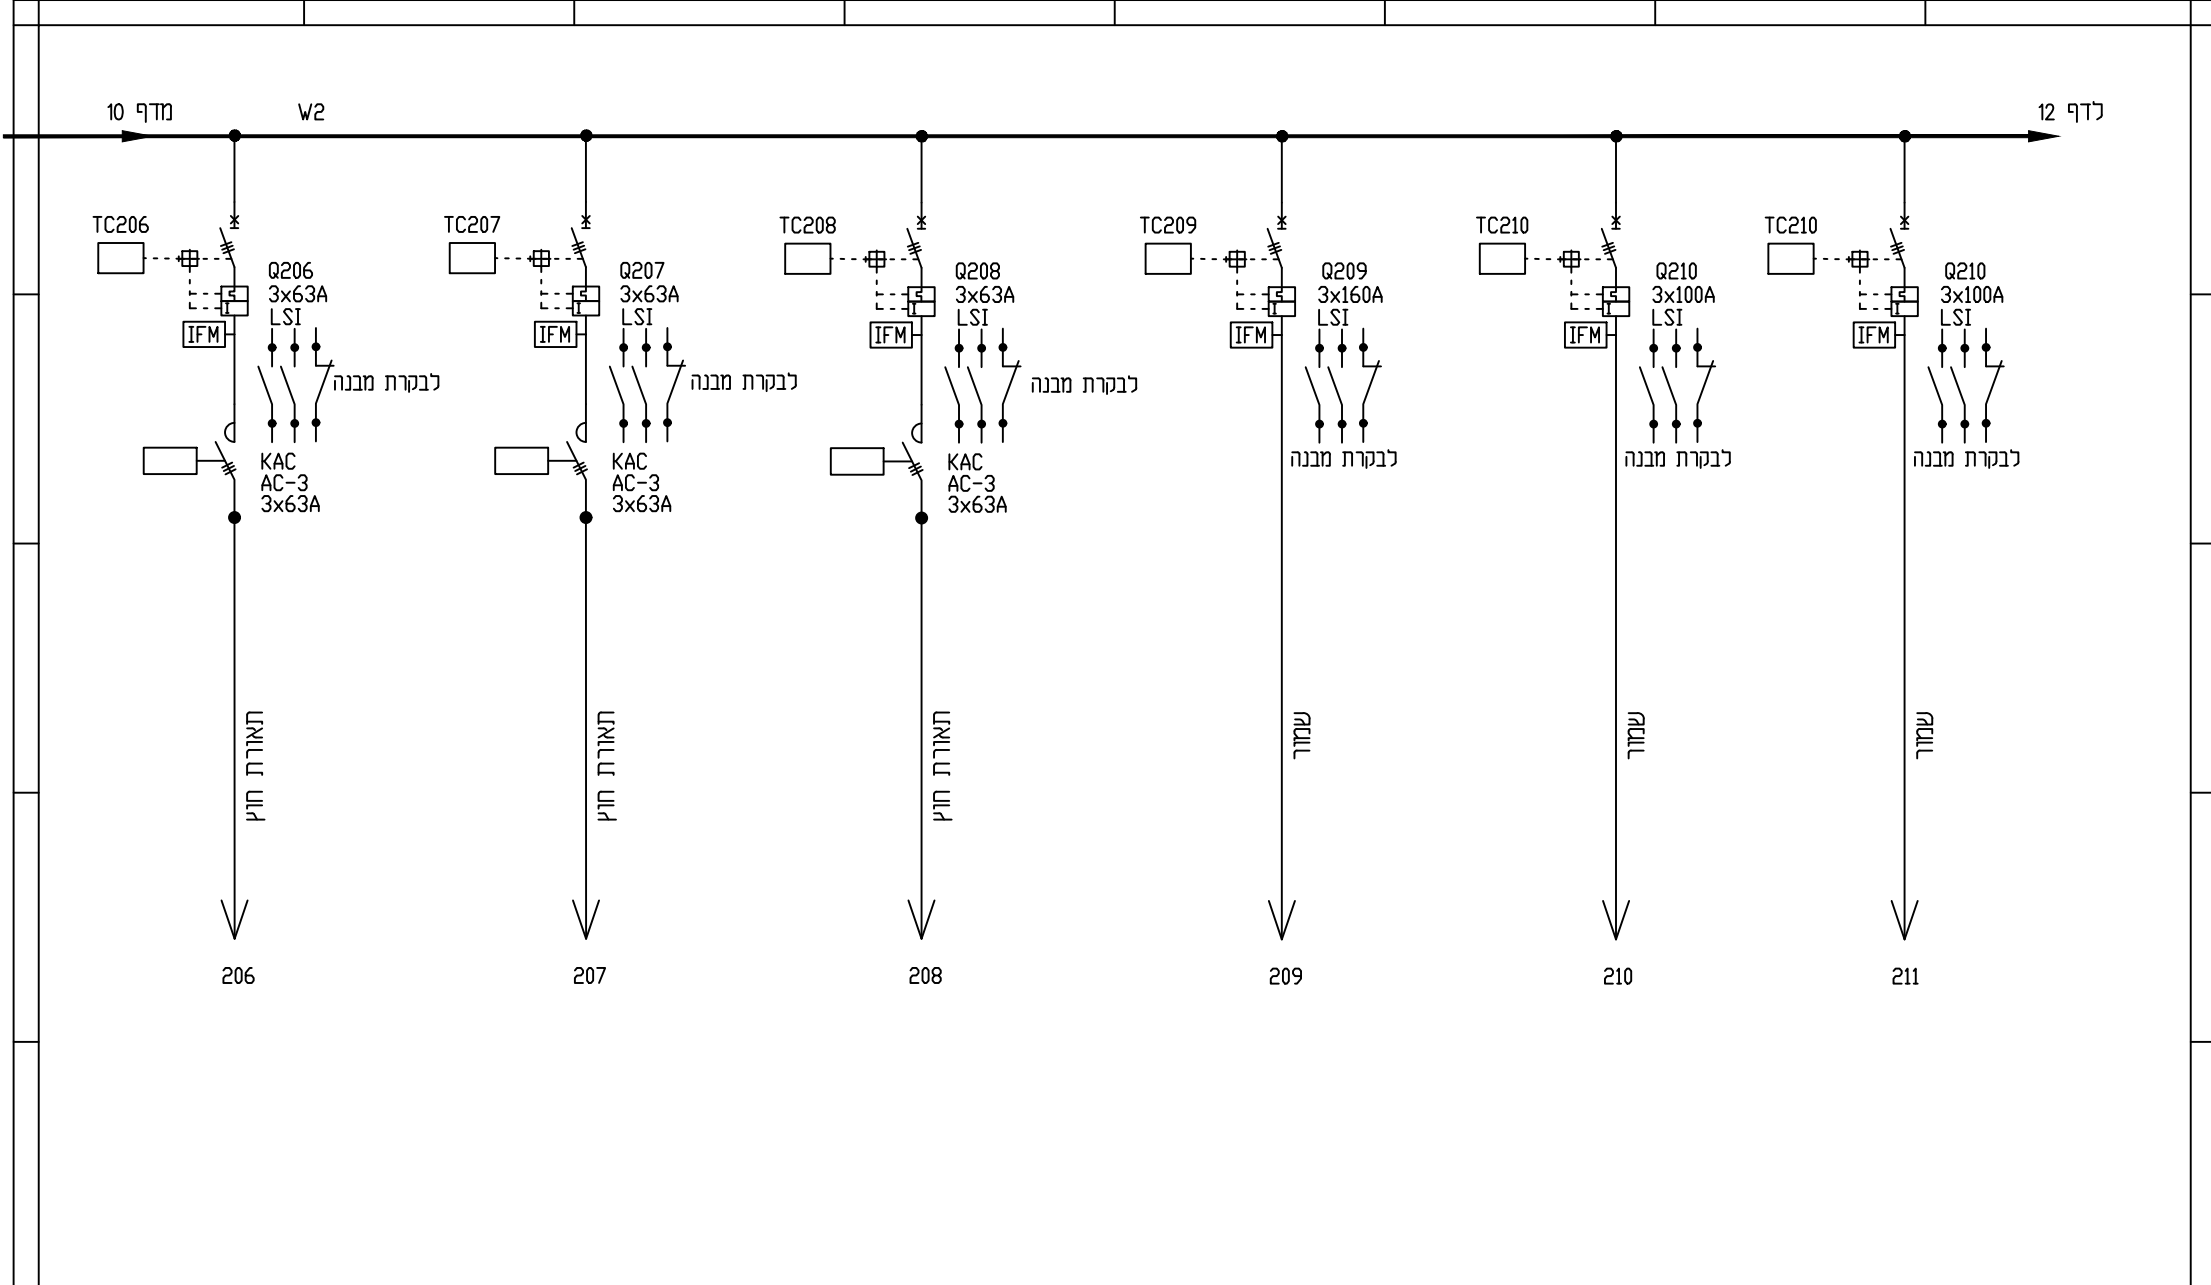 מדף 10
W2
לדף 12
TC206
Q206
3x63A
LSI
IFM
לבקרת מבנה
KAC
AC-3
3x63A
תאורת חוץ
206
TC207
Q207
3x63A
LSI
IFM
לבקרת מבנה
KAC
AC-3
3x63A
תאורת חוץ
207
TC208
Q208
3x63A
LSI
IFM
לבקרת מבנה
KAC
AC-3
3x63A
תאורת חוץ
208
TC209
Q209
3x160A
LSI
IFM
לבקרת מבנה
שמור
209
TC210
Q210
3x100A
LSI
IFM
לבקרת מבנה
שמור
210
TC210
Q210
3x100A
LSI
IFM
לבקרת מבנה
שמור
211